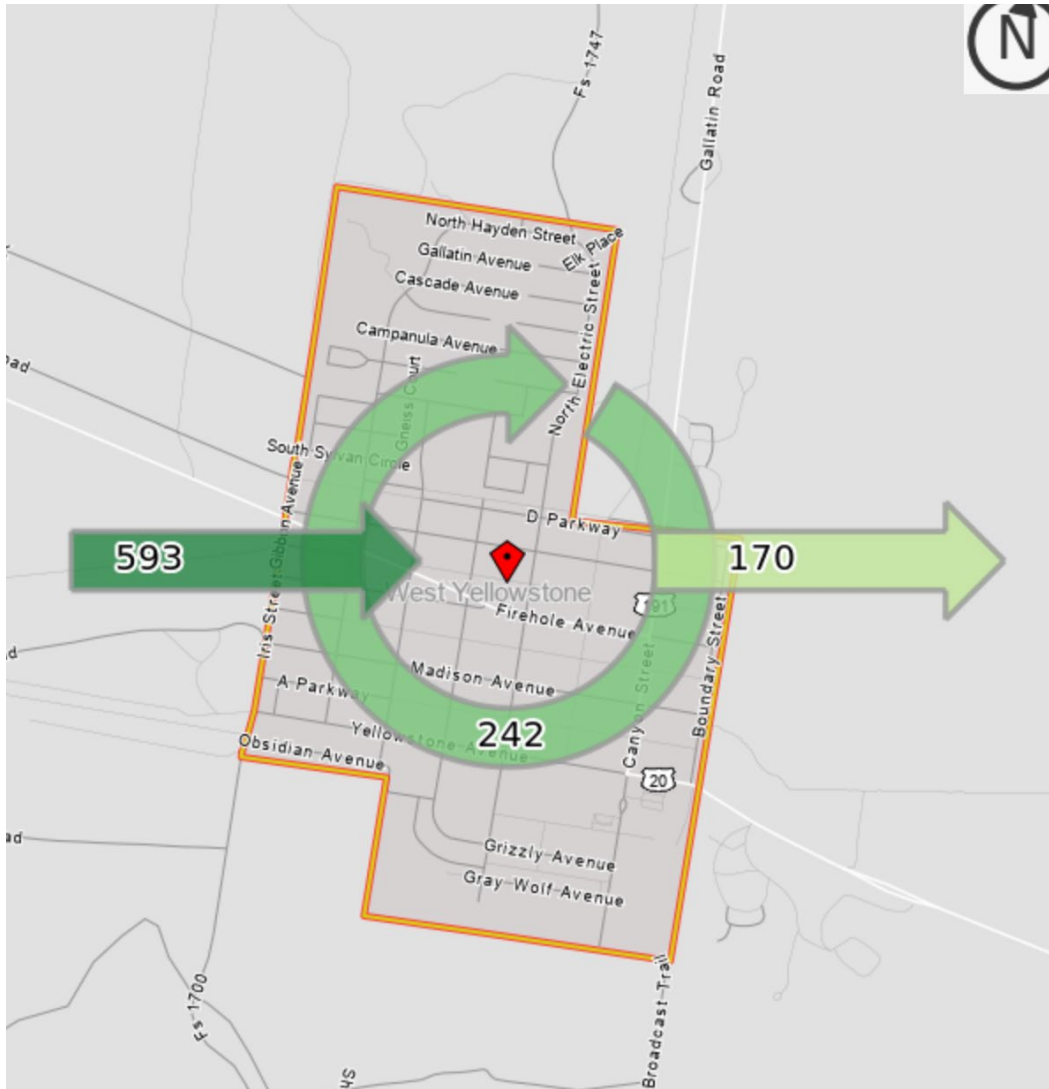 N
Fs 1747
Gallatin Road
North Hayden Street
Elk Place
Gallatin Avenue
Cascade Avenue
North Electric Street
Campanula Avenue
Gneiss Court
oad
South Sylvan Circle
Iris Street Gibbon Avenue
D Parkway
593
170
West Yellowstone
191
Firehole Avenue
Madison Avenue
Canyon Street
Boundary Street
A Parkway
d
242
Yellowstone Avenue
Obsidian Avenue
20
ad
Grizzly Avenue
Gray Wolf Avenue
Fs 1700
Broadcast Trail
SH